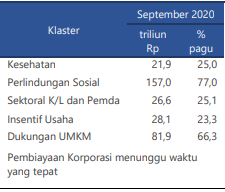 Klaster September 2020
triliun Rp % pagu
Kesehatan 21,9 25,0
Perlindungan Sosial 157,0 77,0
Sektoral K/L dan Pemda 26,6 25,1
Insentif Usaha 28,1 23,3
Dukungan UMKM 81,9 66,3
Pembiayaan Korporasi menunggu waktu
yang tepat